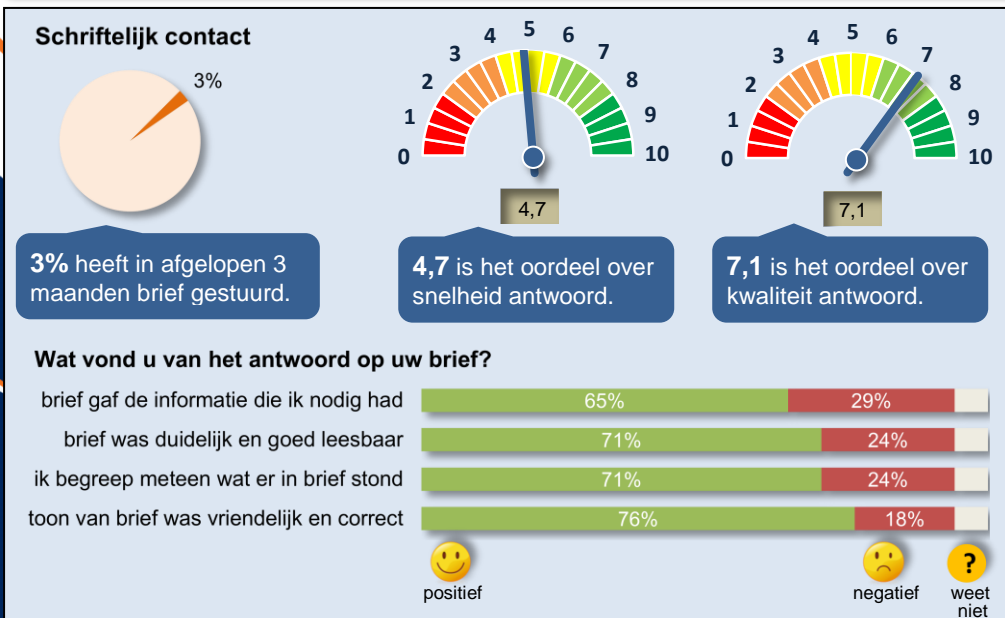 Schriftelijk contact
3%
0 1 2 3 4 5 6 7 8 9 10
4,7
0 1 2 3 4 5 6 7 8 9 10
7,1
3% heeft in afgelopen 3
maanden brief gestuurd.
4,7 is het oordeel over
snelheid antwoord.
7,1 is het oordeel over
kwaliteit antwoord.
Wat vond u van het antwoord op uw brief?
brief gaf de informatie die ik nodig had 65% 29%
brief was duidelijk en goed leesbaar 71% 24%
ik begreep meteen wat er in brief stond 71% 24%
toon van brief was vriendelijk en correct 76% 18%
?
positief negatief weet
niet